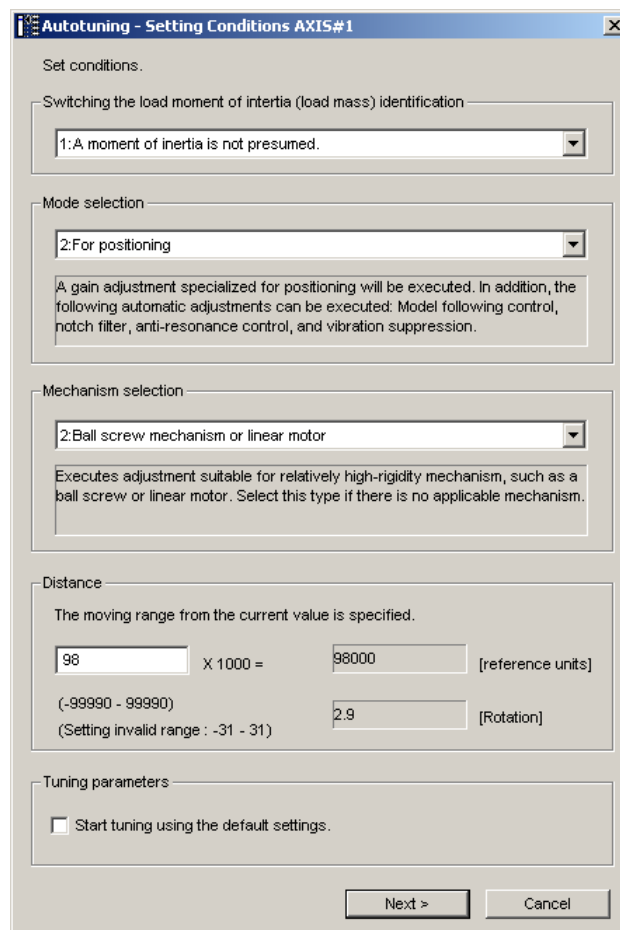 Autotuning - Setting Conditions AXIS#1
Set conditions.
Switching the load moment of intertia (load mass) identification
1:A moment of inertia is not presumed.
Mode selection
2:For positioning
A gain adjustment specialized for positioning will be executed. In addition, the
following automatic adjustments can be executed: Model following control,
notch filter, anti-resonance control, and vibration suppression.
Mechanism selection
2:Ball screw mechanism or linear motor
Executes adjustment suitable for relatively high-rigidity mechanism, such as a
ball screw or linear motor. Select this type if there is no applicable mechanism.
Distance
The moving range from the current value is specified.
98 X 1000 = 98000 [reference units]
(-99990 - 99990)
2.9 [Rotation]
(Setting invalid range : -31 - 31)
Tuning parameters
Start tuning using the default settings.
Next > Cancel